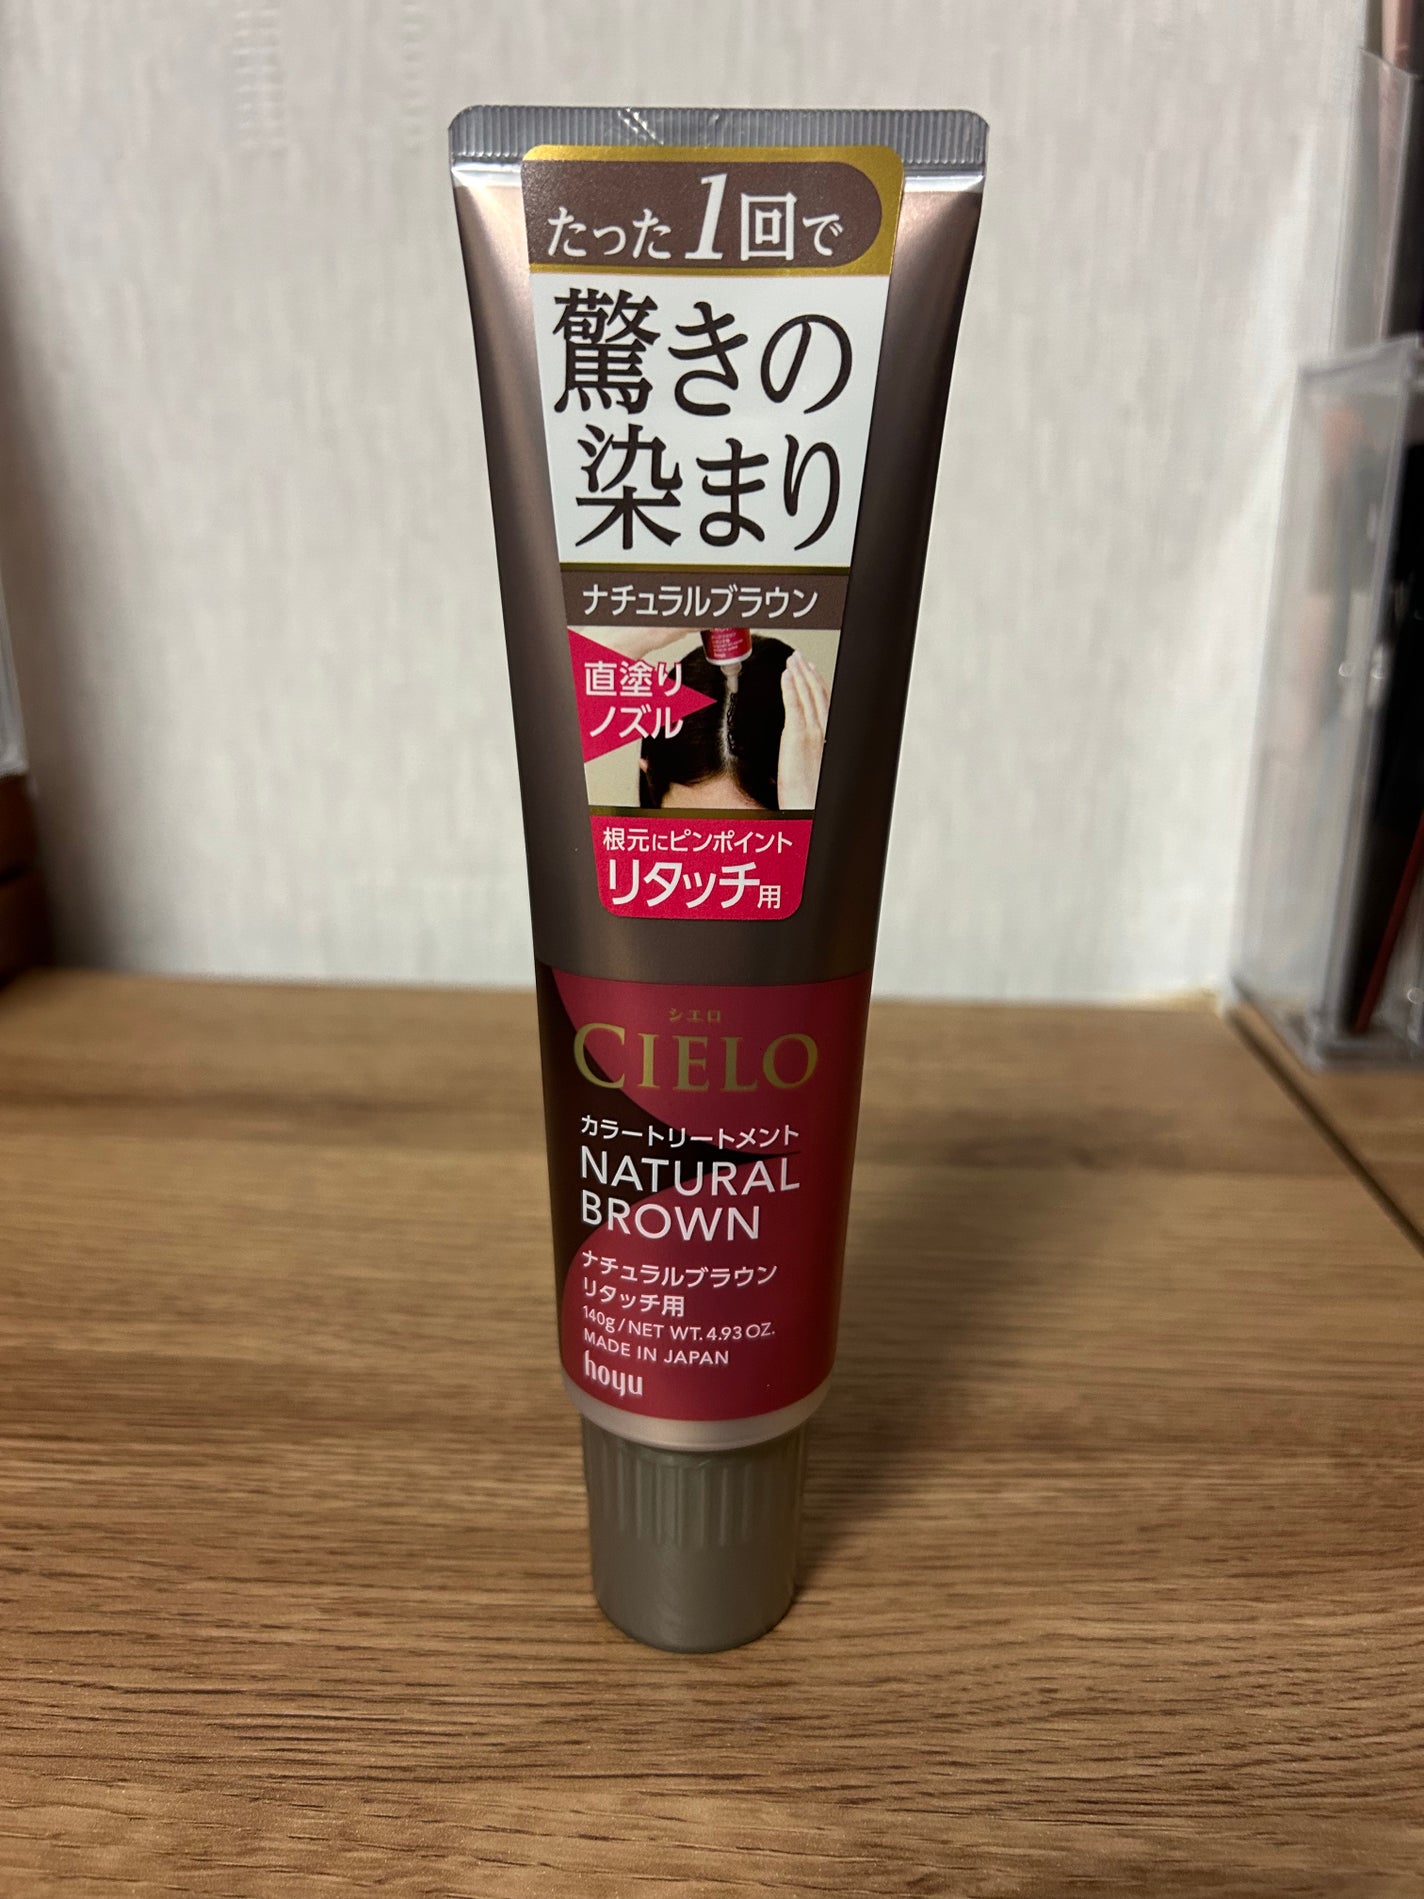 たった1回で
驚きの
染まり
ナチュラルブラウン
直塗り
ノズル
根元にピンポイント
リタッチ用
シエロ
CIELO
カラートリートメント
NATURAL
BROWN
ナチュラルブラウン
リタッチ用
140g/NET WT. 4.93 OZ.
MADE IN JAPAN
hoyu